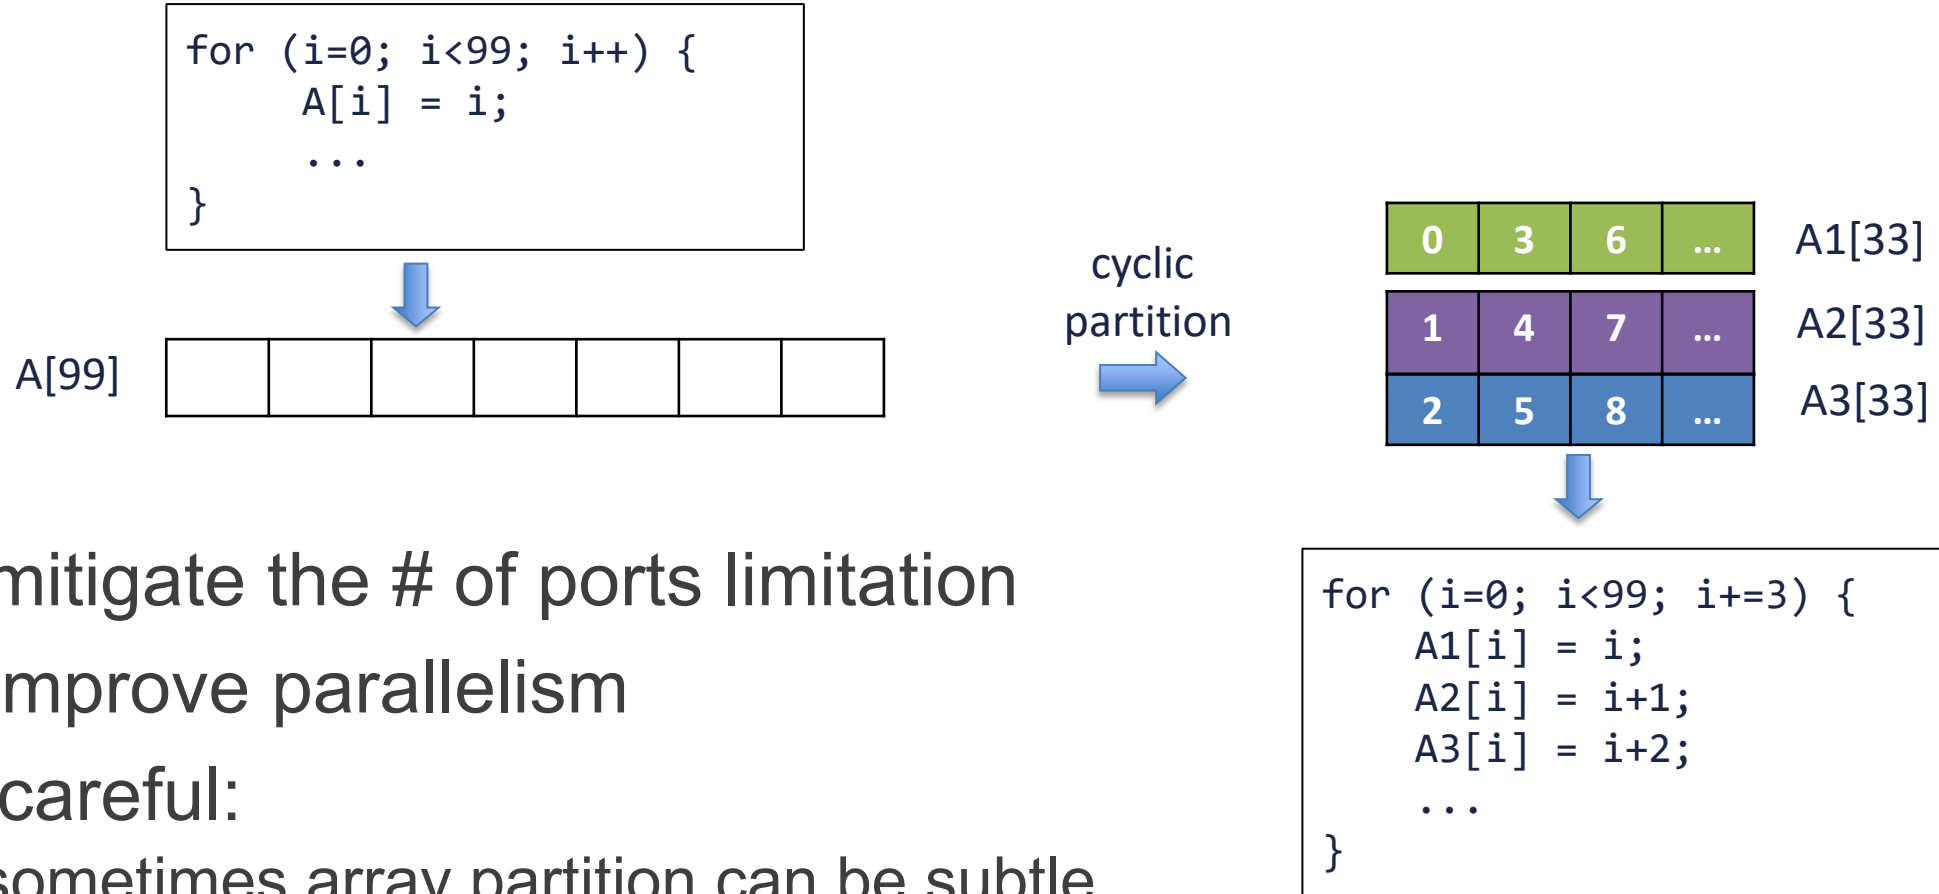 for (i=0; i<99; i++) {
A[i] = i;
...
}
A[99]
cyclic
partition
0 3 6 ... A1[33]
1 4 7 ... A2[33]
2 5 8 ... A3[33]
mitigate the # of ports limitation
mprove parallelism
careful:
sometimes array partition can be subtle
for (i=0; i<99; i+=3) {
A1[i] = i;
A2[i] = i+1;
A3[i] = i+2;
...
}